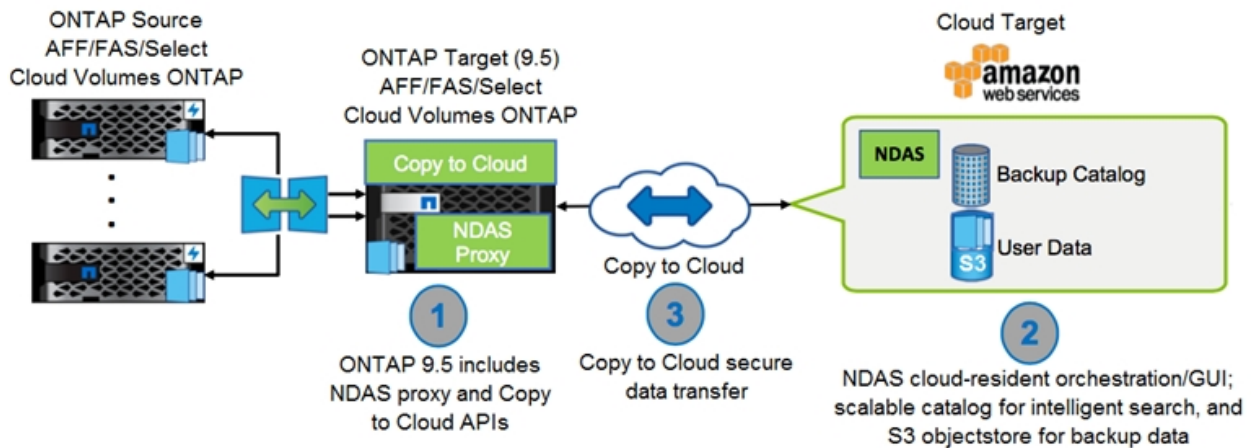 ONTAP Source
AFF/FAS/Select
Cloud Volumes ONTAP
ONTAP Target (9.5)
AFF/FAS/Select
Cloud Volumes ONTAP
Copy to Cloud
NDAS
Proxy
1
ONTAP 9.5 includes
NDAS proxy and Copy
to Cloud APIs
Copy to Cloud
3
Copy to Cloud secure
data transfer
Cloud Target
amazon
web services
NDAS
Backup Catalog
User Data
S3
2
NDAS cloud-resident orchestration/GUI;
scalable catalog for intelligent search, and
S3 objectstore for backup data